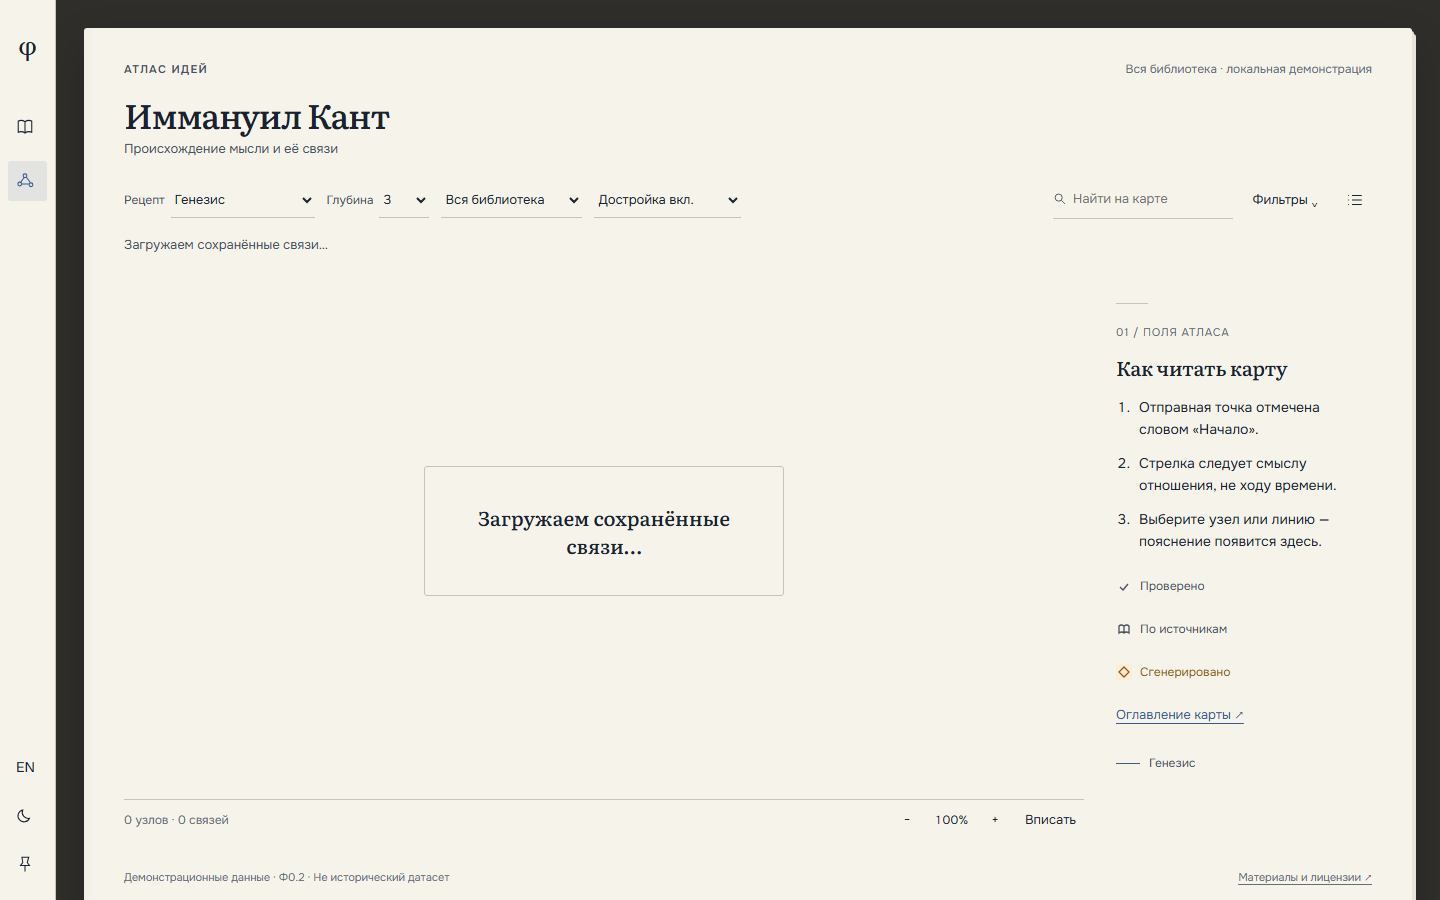 φ
АТЛАС ИДЕЙ
Вся библиотека · локальная демонстрация
Иммануил Кант
Происхождение мысли и её связи
Рецепт Генезис Глубина 3 Вся библиотека Достройка вкл. Найти на карте Фильтры
Загружаем сохранённые связи…
01 / ПОЛЯ АТЛАСА
Как читать карту
1. Отправная точка отмечена
словом «Начало».
2. Стрелка следует смыслу
отношения, не ходу времени.
3. Выберите узел или линию —
пояснение появится здесь.
Загружаем сохранённые
связи…
Проверено
По источникам
Сгенерировано
Оглавление карты ↗
Генезис
EN
0 узлов · 0 связей
− 100% + Вписать
Демонстрационные данные · Ф0.2 · Не исторический датасет
Материалы и лицензии ↗